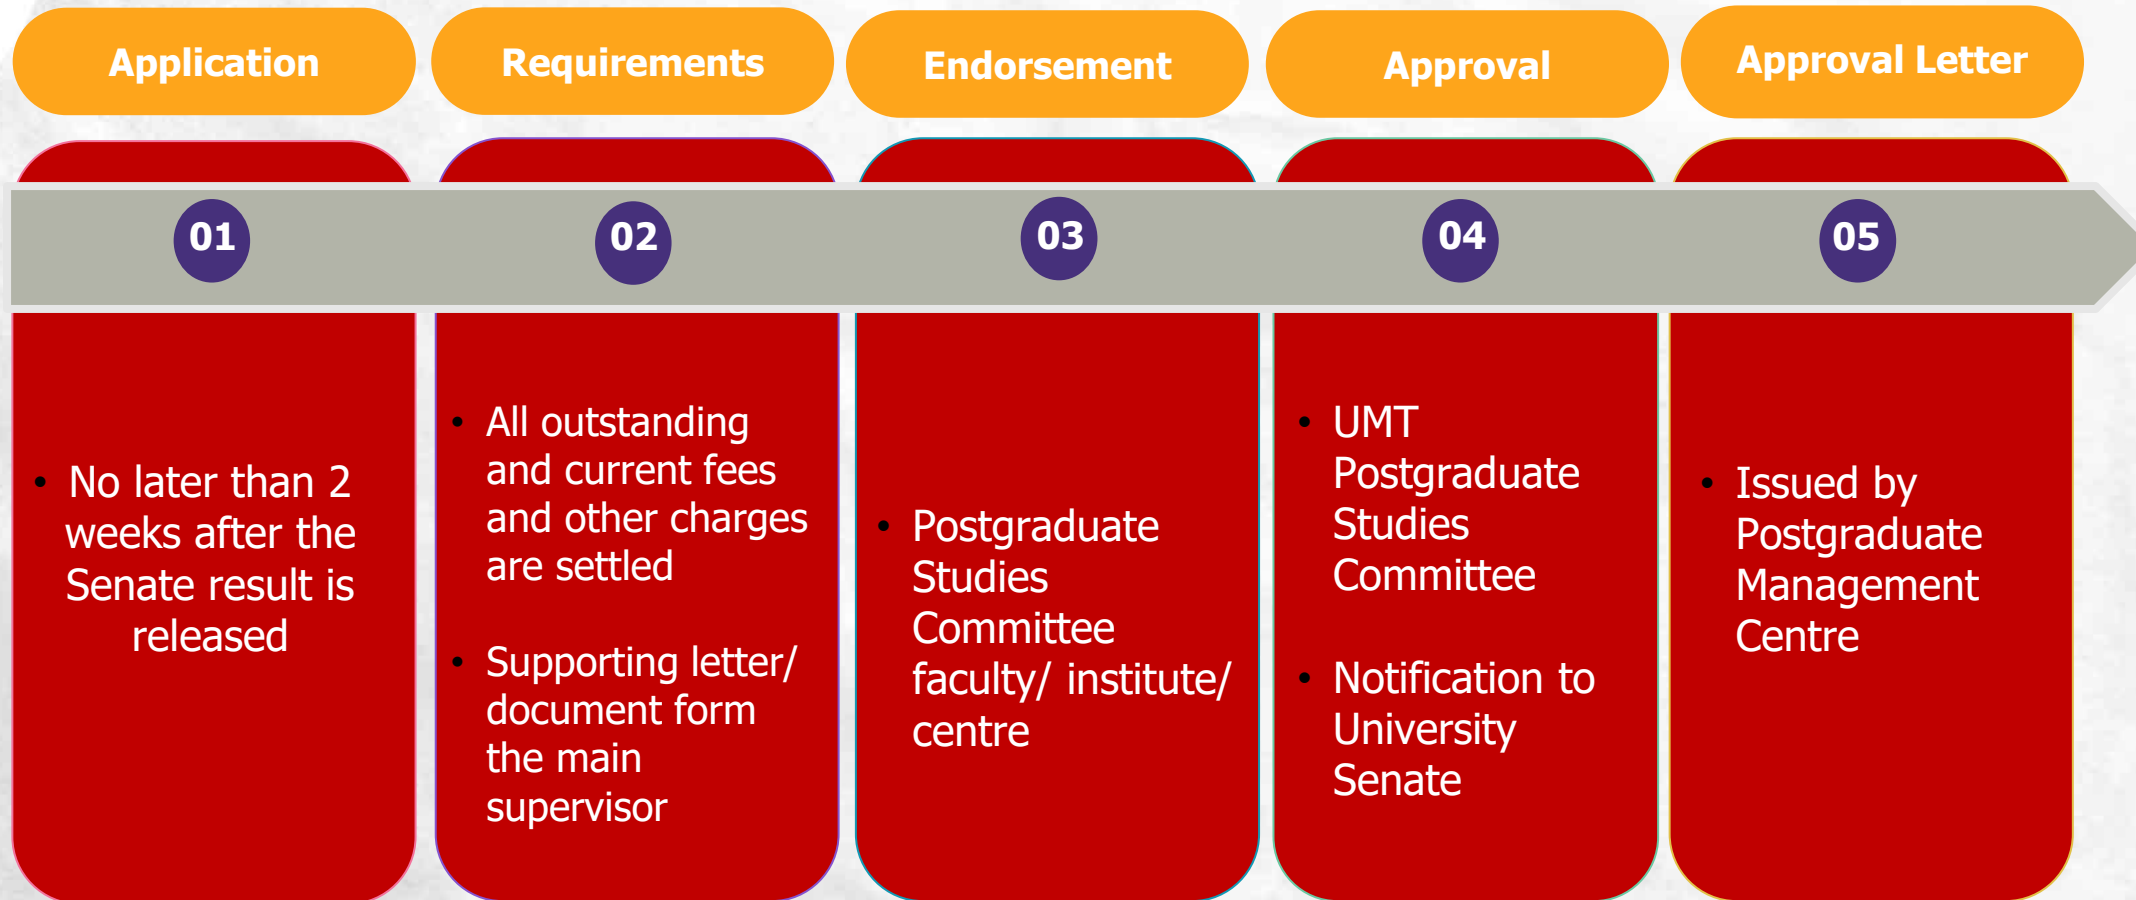 Application
Requirements
Endorsement
Approval
Approval Letter
01
02
03
04
05
• No later than 2
weeks after the
Senate result is
released
• All outstanding
and current fees
and other charges
are settled
• Supporting letter/
document form
the main
supervisor
• Postgraduate
Studies
Committee
faculty/ institute/
centre
• UMT
Postgraduate
Studies
Committee
• Notification to
University
Senate
• Issued by
Postgraduate
Management
Centre